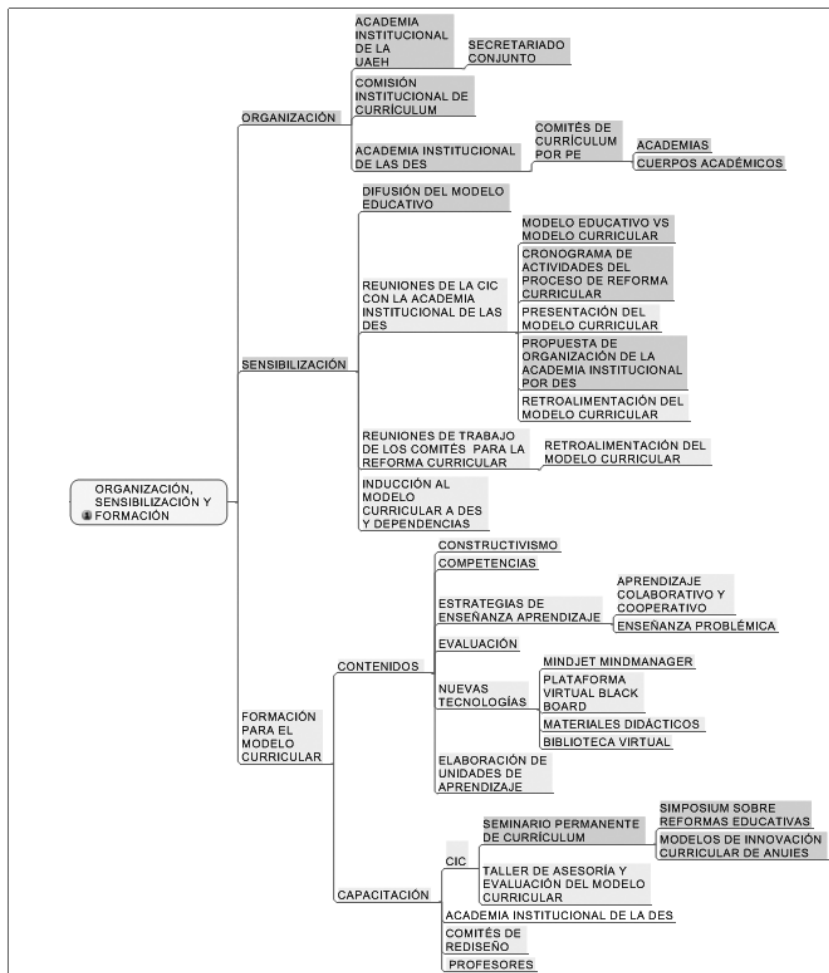 ACADEMIA
INSTITUCIONAL
DE LA
UAEH
SECRETARIADO
CONJUNTO
COMISIÓN
INSTITUCIONAL DE
CURRÍCULUM
ORGANIZACIÓN
ACADEMIA INSTITUCIONAL
DE LAS DES
COMITÉS DE
CURRÍCULUM
POR PE
ACADEMIAS
CUERPOS ACADÉMICOS
DIFUSIÓN DEL MODELO
EDUCATIVO
REUNIONES DE LA CIC
CON LA ACADEMIA
INSTITUCIONAL DE LAS
DES
MODELO EDUCATIVO VS
MODELO CURRICULAR
CRONOGRAMA DE
ACTIVIDADES DEL
PROCESO DE REFORMA
CURRICULAR
PRESENTACIÓN DEL
MODELO CURRICULAR
PROPUESTA DE
ORGANIZACIÓN DE LA
ACADEMIA INSTITUCIONAL
POR DES
RETROALIMENTACIÓN DEL
MODELO CURRICULAR
SENSIBILIZACIÓN
REUNIONES DE TRABAJO
DE LOS COMITÉS PARA LA
REFORMA CURRICULAR
RETROALIMENTACIÓN DEL
MODELO CURRICULAR
INDUCCIÓN AL
MODELO
CURRICULAR A DES
Y DEPENDENCIAS
ORGANIZACIÓN,
SENSIBILIZACIÓN Y
1 FORMACIÓN
CONSTRUCTIVISMO
COMPETENCIAS
ESTRATEGIAS DE
ENSEÑANZA APRENDIZAJE
APRENDIZAJE
COLABORATIVO Y
COOPERATIVO
ENSEÑANZA PROBLÉMICA
EVALUACIÓN
CONTENIDOS
NUEVAS
TECNOLOGÍAS
MINDJET MINDMANAGER
PLATAFORMA
VIRTUAL BLACK
BOARD
MATERIALES DIDÁCTICOS
BIBLIOTECA VIRTUAL
ELABORACIÓN DE
UNIDADES DE
APRENDIZAJE
FORMACIÓN
PARA EL
MODELO
CURRICULAR
SEMINARIO PERMANENTE
DE CURRÍCULUM
SIMPOSIUM SOBRE
REFORMAS EDUCATIVAS
MODELOS DE INNOVACIÓN
CURRICULAR DE ANUIES
CIC
TALLER DE ASESORÍA Y
EVALUACIÓN DEL MODELO
CURRICULAR
CAPACITACIÓN
ACADEMIA INSTITUCIONAL DE LA DES
COMITÉS DE
REDISEÑO
PROFESORES